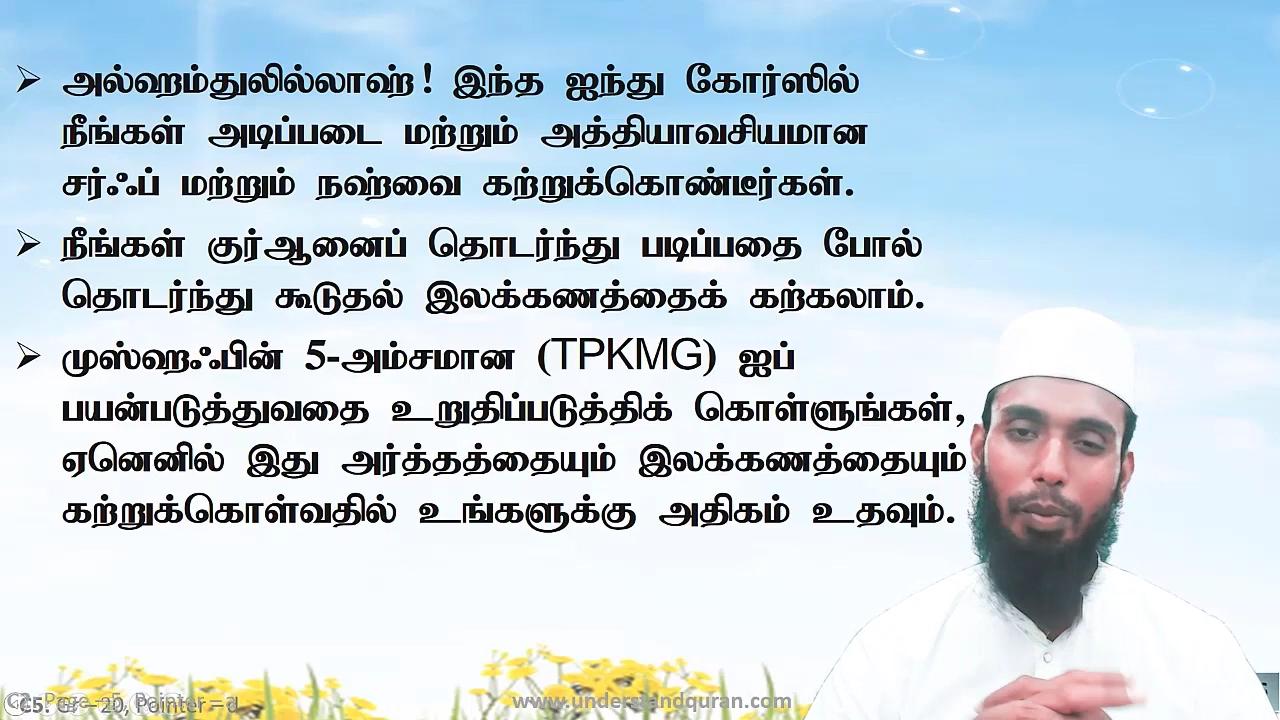 ➢ அல்ஹம்துலில்லாஹ்! இந்த ஐந்து கோர்ஸில்
நீங்கள் அடிப்படை மற்றும் அத்தியாவசியமான
சர்ஃப் மற்றும் நஹ்வை கற்றுக்கொண்டீர்கள்.
➢ நீங்கள் குர்ஆனைப் தொடர்ந்து படிப்பதை போல்
தொடர்ந்து கூடுதல் இலக்கணத்தைக் கற்கலாம்.
➢ முஸ்ஹஃபின் 5-அம்சமான (TPKMG) ஐப்
பயன்படுத்துவதை உறுதிப்படுத்திக் கொள்ளுங்கள்,
ஏனெனில் இது அர்த்தத்தையும் இலக்கணத்தையும்
கற்றுக்கொள்வதில் உங்களுக்கு அதிகம் உதவும்.
www.understandquran.com